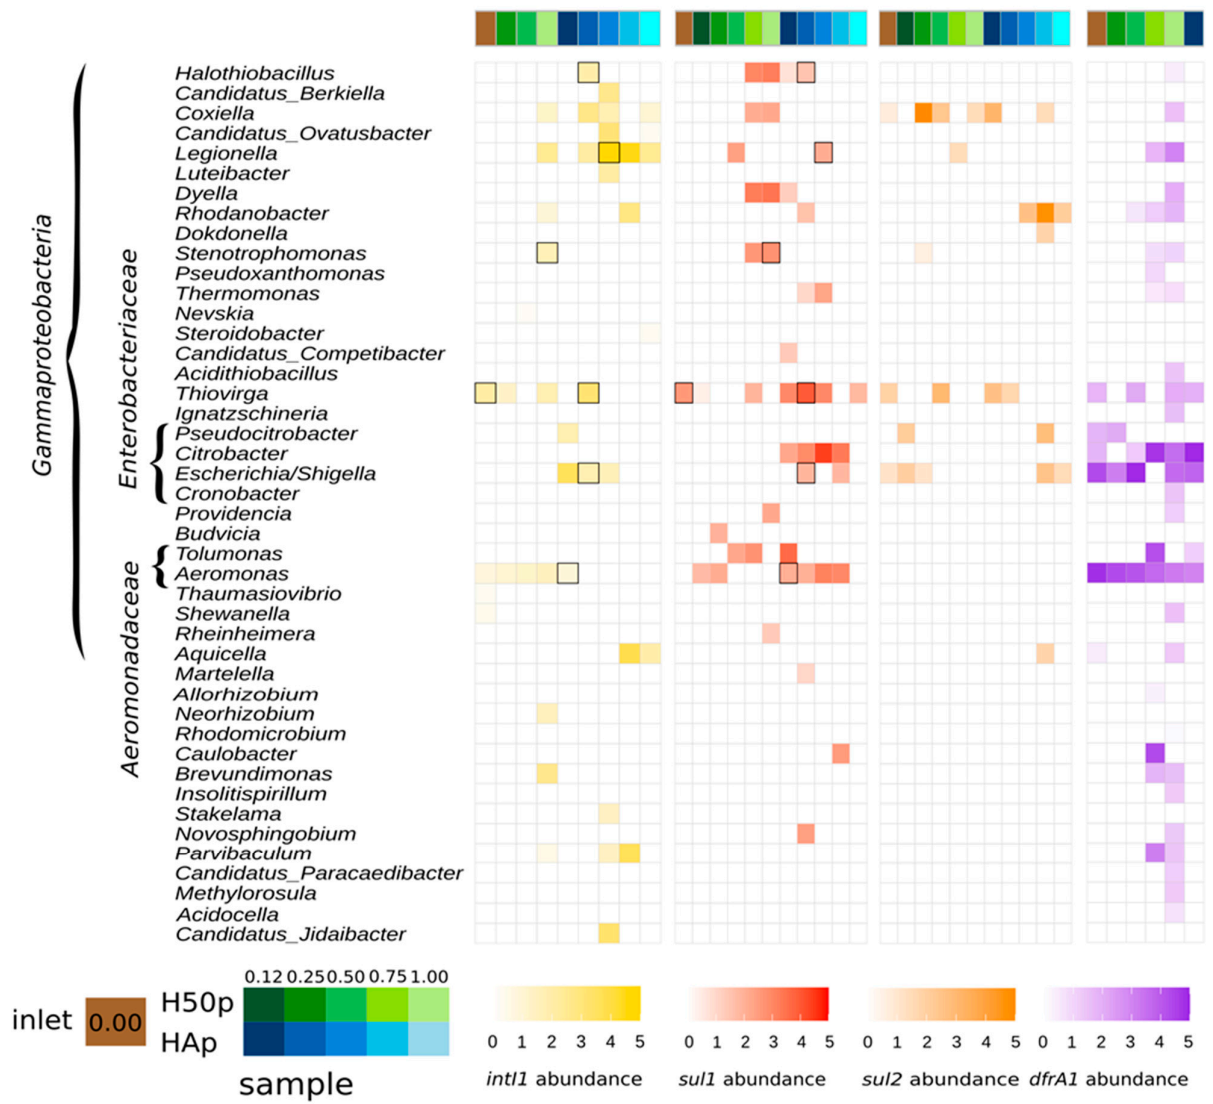 Gammaproteobacteria
Enterobacteriaceae
Aeromonadaceae
Halothiobacillus
Candidatus_Berkiella
Coxiella
Candidatus_Ovatusbacter
Legionella
Luteibacter
Dyella
Rhodanobacter
Dokdonella
Stenotrophomonas
Pseudoxanthomonas
Thermomonas
Nevskia
Steroidobacter
Candidatus_Competibacter
Acidithiobacillus
Thiovirga
Ignatzschineria
Pseudocitrobacter
Citrobacter
Escherichia/Shigella
Cronobacter
Providencia
Budvicia
Tolumonas
Aeromonas
Thaumasiovibrio
Shewanella
Rheinheimera
Aquicella
Martelella
Allorhizobium
Neorhizobium
Rhodomicrobium
Caulobacter
Brevundimonas
Insolitispirillum
Stakelama
Novosphingobium
Parvibaculum
Candidatus_Paracaedibacter
Methylorosula
Acidocella
Candidatus_Jidaibacter
0.12 0.25 0.50 0.75 1.00
inlet 0.00
H50p
HAp
sample
0 1 2 3 4 5
intI1 abundance
0 1 2 3 4 5
sul1 abundance
0 1 2 3 4 5
sul2 abundance
0 1 2 3 4 5
dfrA1 abundance